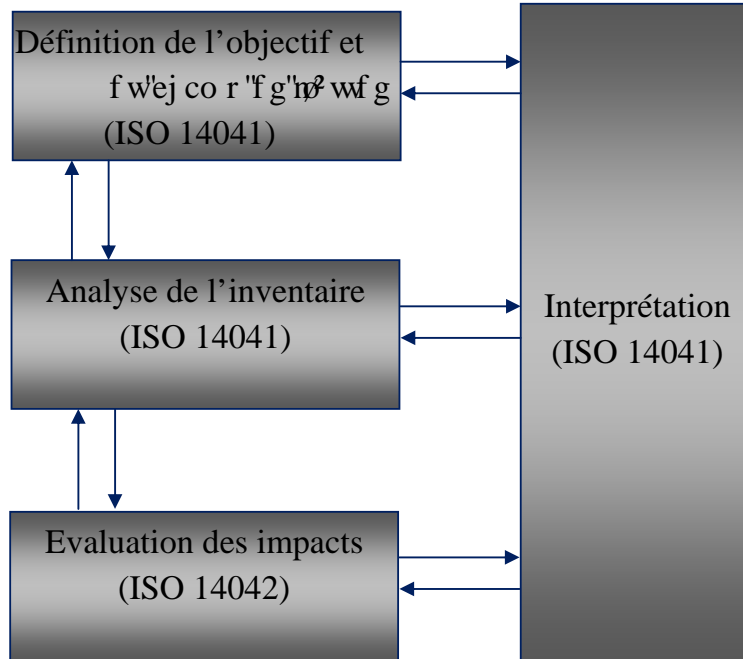 Définition de l’objectif et
(ISO 14041)
Analyse de l’inventaire
(ISO 14041)
Evaluation des impacts
(ISO 14042)
Interprétation
(ISO 14041)